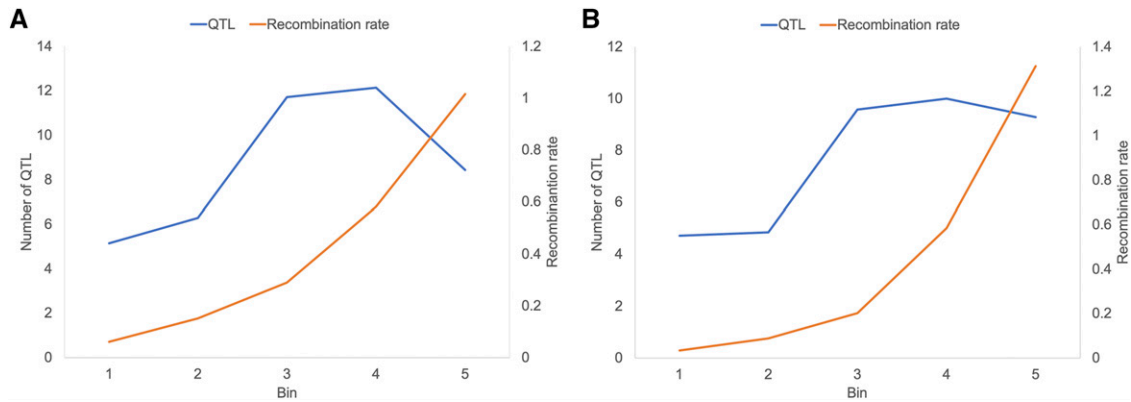 A
QTL Recombination rate
14
12
10
8
6
4
2
0
Number of QTL
1.2
1
0.8
0.6
0.4
0.2
0
Recombinantion rate
1 2 3 4 5
Bin
B
QTL Recombination rate
12
10
8
6
4
2
0
Number of QTL
1.4
1.2
1
0.8
0.6
0.4
0.2
0
Recombination rate
1 2 3 4 5
Bin